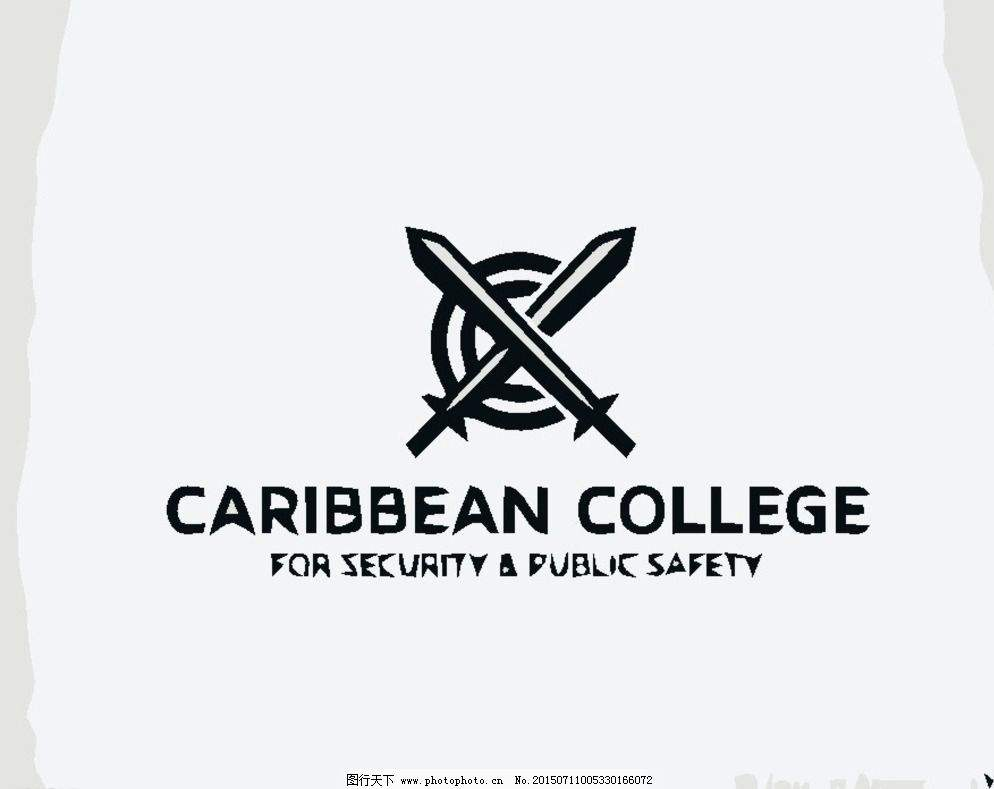 CARIBBEAN COLLEGE
FOR SECURITY & PUBLIC SAFETY
图行天下 www.photophoto.cn No.20150711005330166072